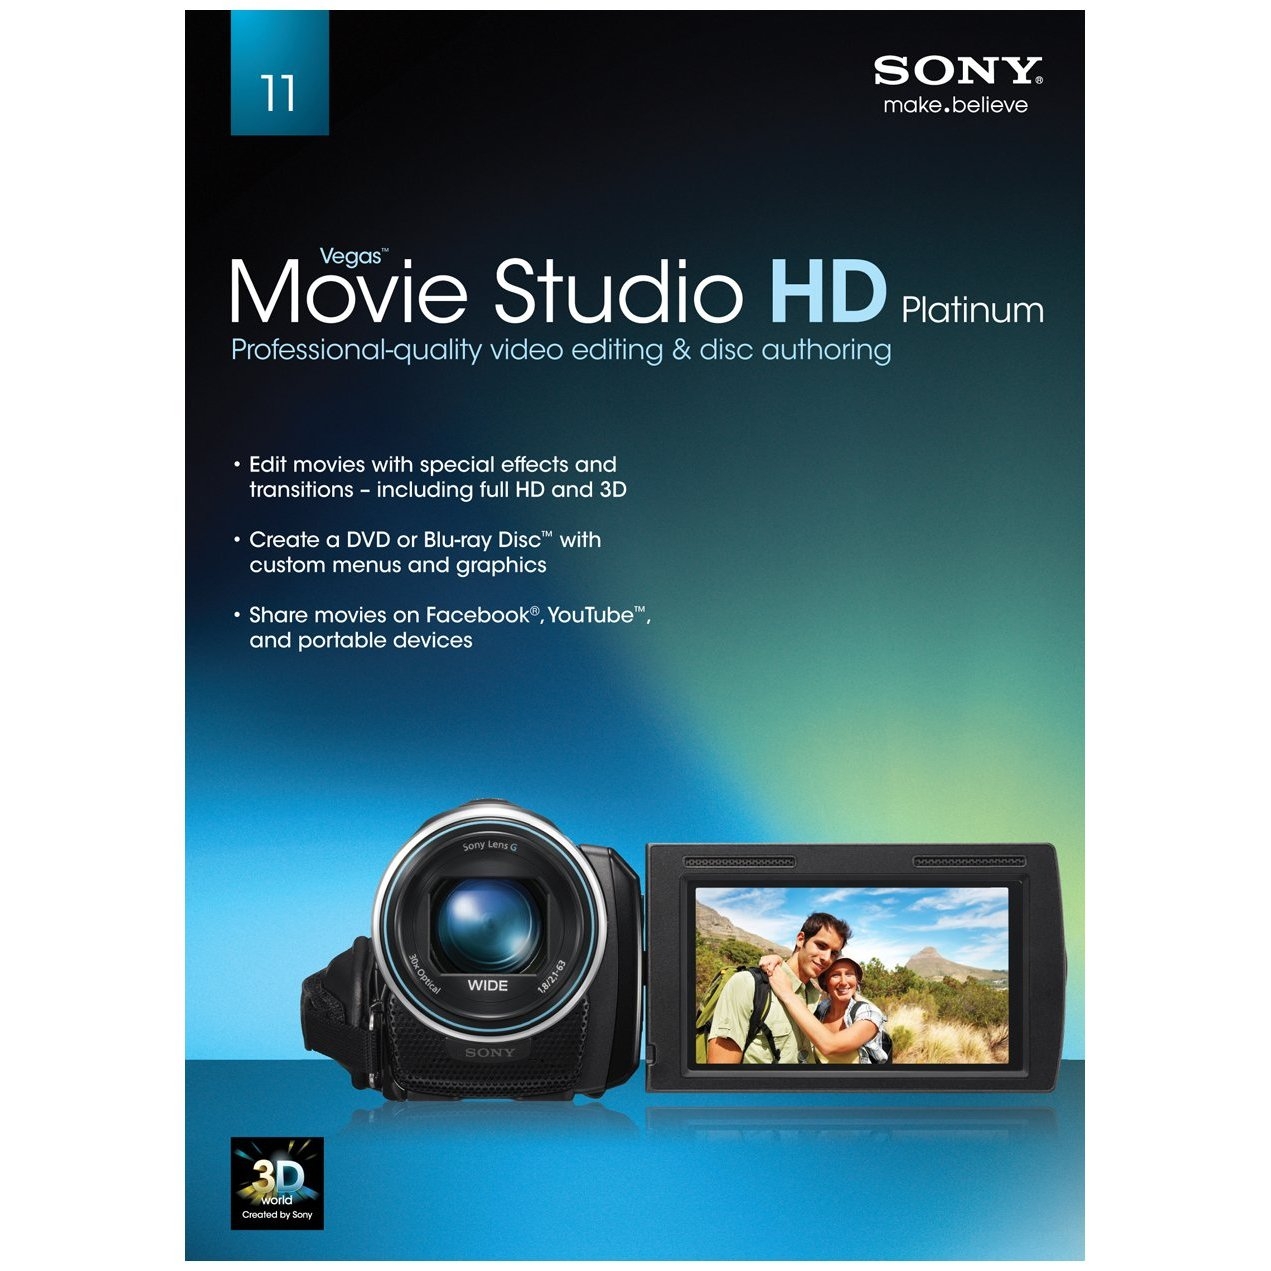 11
SONY®
make.believe
Vegas™
Movie Studio HD Platinum
Professional-quality video editing & disc authoring
• Edit movies with special effects and
transitions – including full HD and 3D
• Create a DVD or Blu-ray Disc™ with
custom menus and graphics
• Share movies on Facebook®, YouTube™,
and portable devices
Sony Lens G
30x Optical
1,8/2,1-63
WIDE
SONY
3D
world
Created by Sony